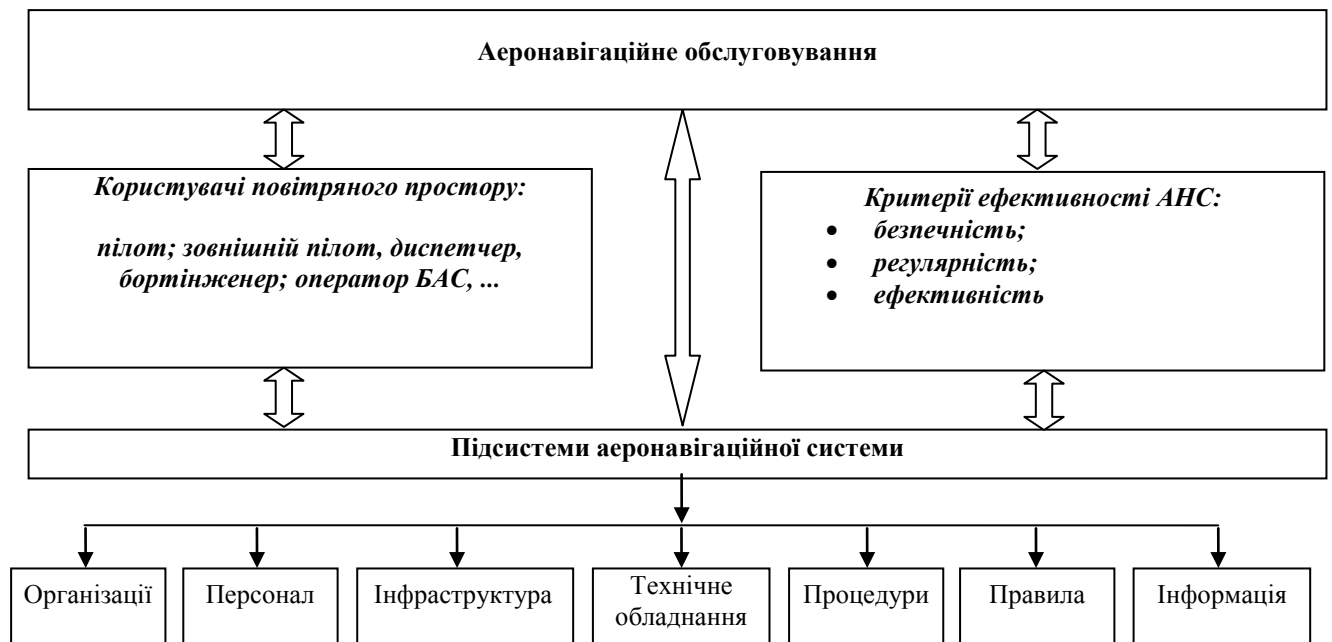 Аеронавігаційне обслуговування
Користувачі повітряного простору:
пілот; зовнішній пілот, диспетчер,
бортінженер; оператор БАС, ...
Критерії ефективності АНС:
• безпечність;
• регулярність;
• ефективність
Підсистеми аеронавігаційної системи
Організації
Персонал
Інфраструктура
Технічне
обладнання
Процедури
Правила
Інформація